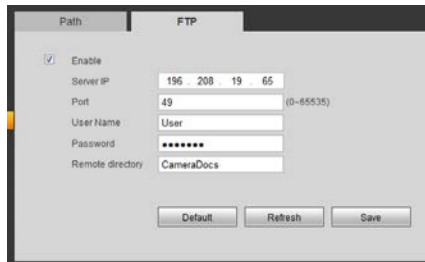 Path FTP
Enable
Server IP 196 . 208 . 19 . 65
Port 49 (0~65535)
User Name User
Password •••••••
Remote directory CameraDocs
Default Refresh Save